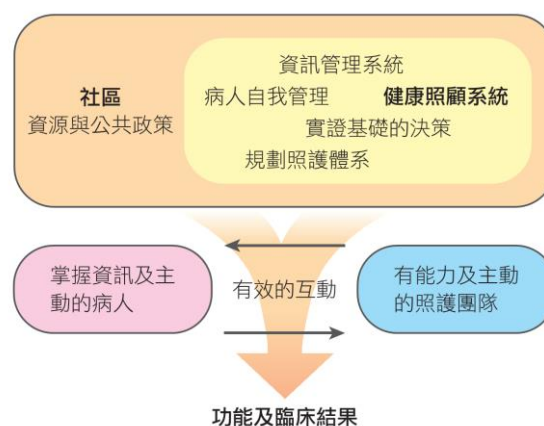 社區
資源與公共政策
資訊管理系統
病人自我管理 健康照顧系統
實證基礎的決策
規劃照護體系
掌握資訊及主
動的病人
有效的互動
有能力及主動
的照護團隊
功能及臨床結果